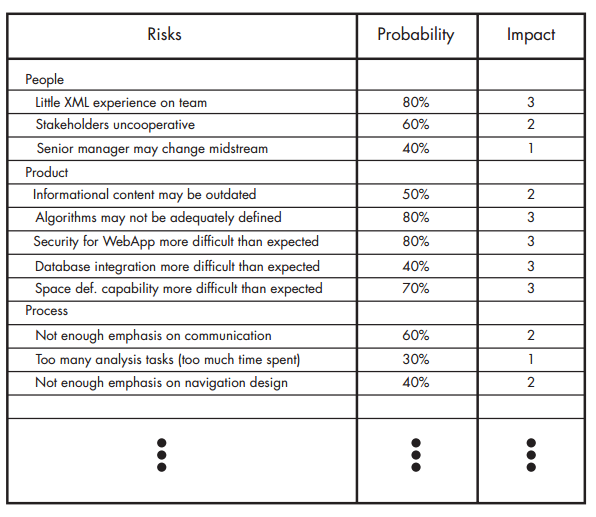 Risks Probability Impact
People
Little XML experience on team 80% 3
Stakeholders uncooperative 60% 2
Senior manager may change midstream 40% 1
Product
Informational content may be outdated 50% 2
Algorithms may not be adequately defined 80% 3
Security for WebApp more difficult than expected 80% 3
Database integration more difficult than expected 40% 3
Space def. capability more difficult than expected 70% 3
Process
Not enough emphasis on communication 60% 2
Too many analysis tasks (too much time spent) 30% 1
Not enough emphasis on navigation design 40% 2